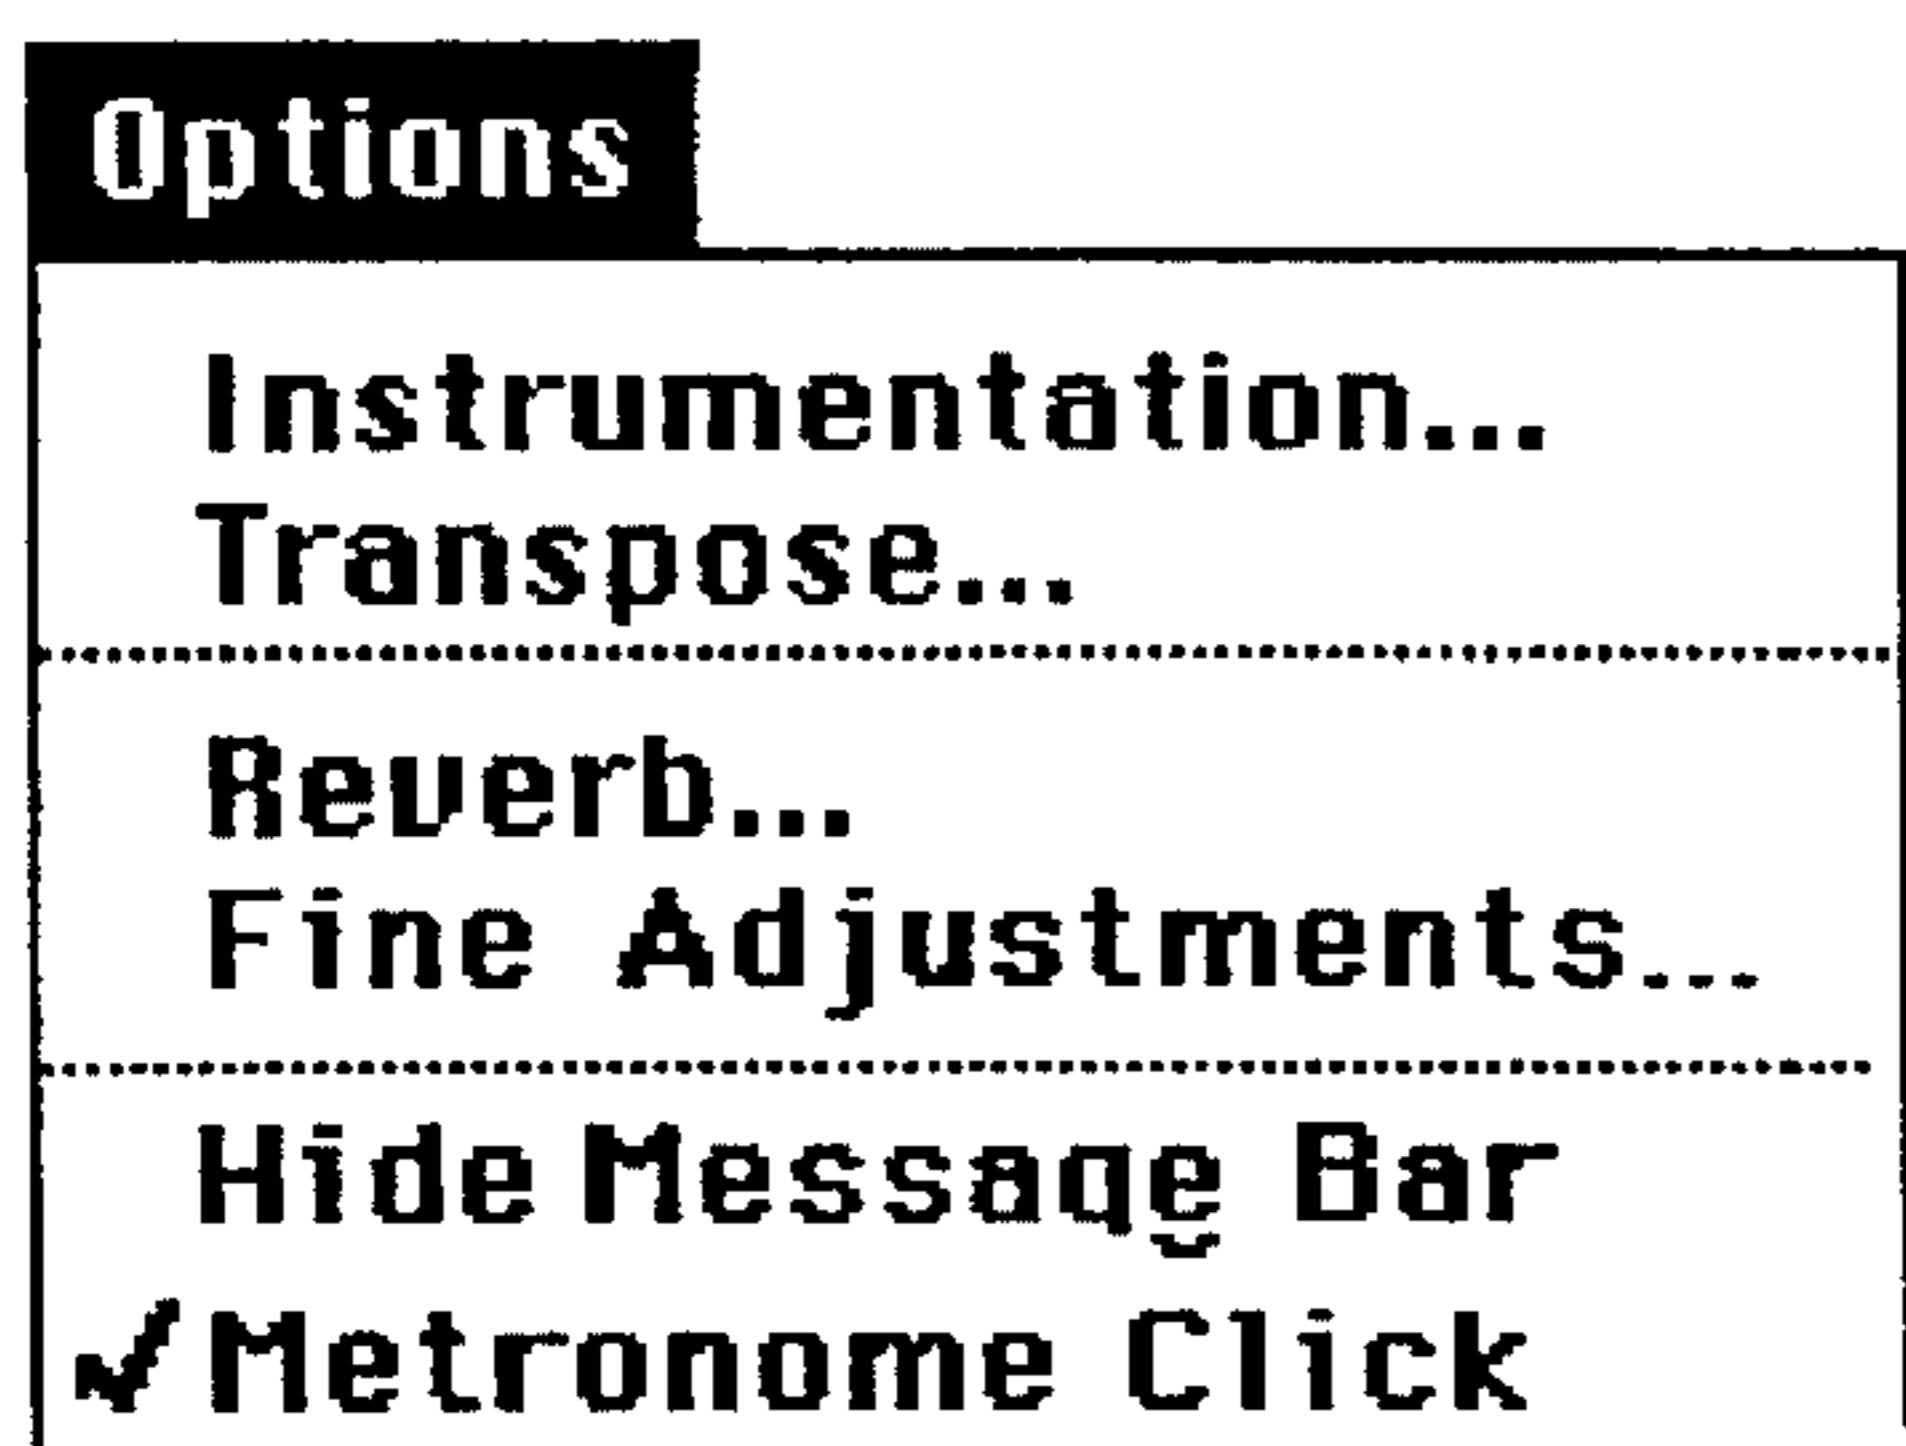 Options
Instrumentation...
Transpose...
Reverb...
Fine Adjustments...
Hide Message Bar
✓Metronome Click